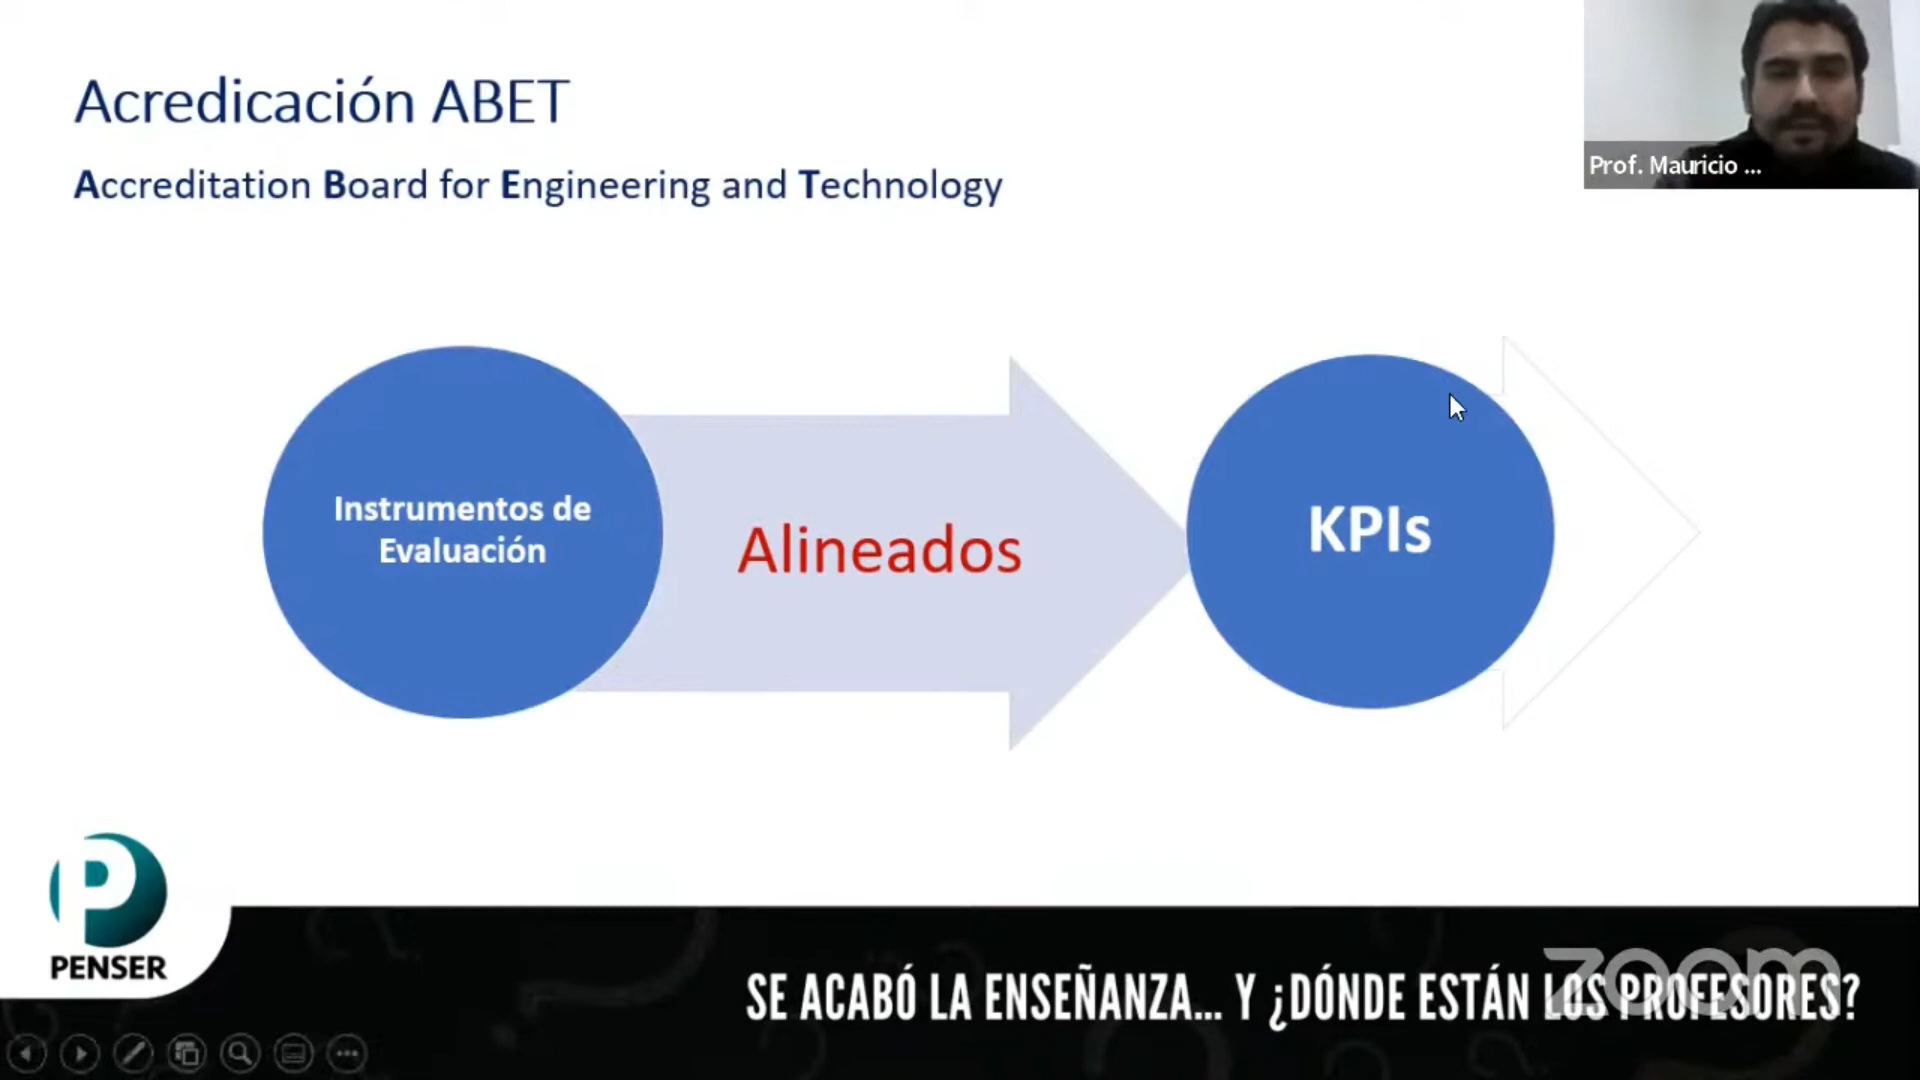 Acredicación ABET
Accreditation Board for Engineering and Technology
Prof. Mauricio ...
Instrumentos de
Evaluación
Alineados
KPIs
P
PENSER
SE ACABÓ LA ENSEÑANZA... Y ¿DÓNDE ESTÁN LOS PROFESORES?
zoom